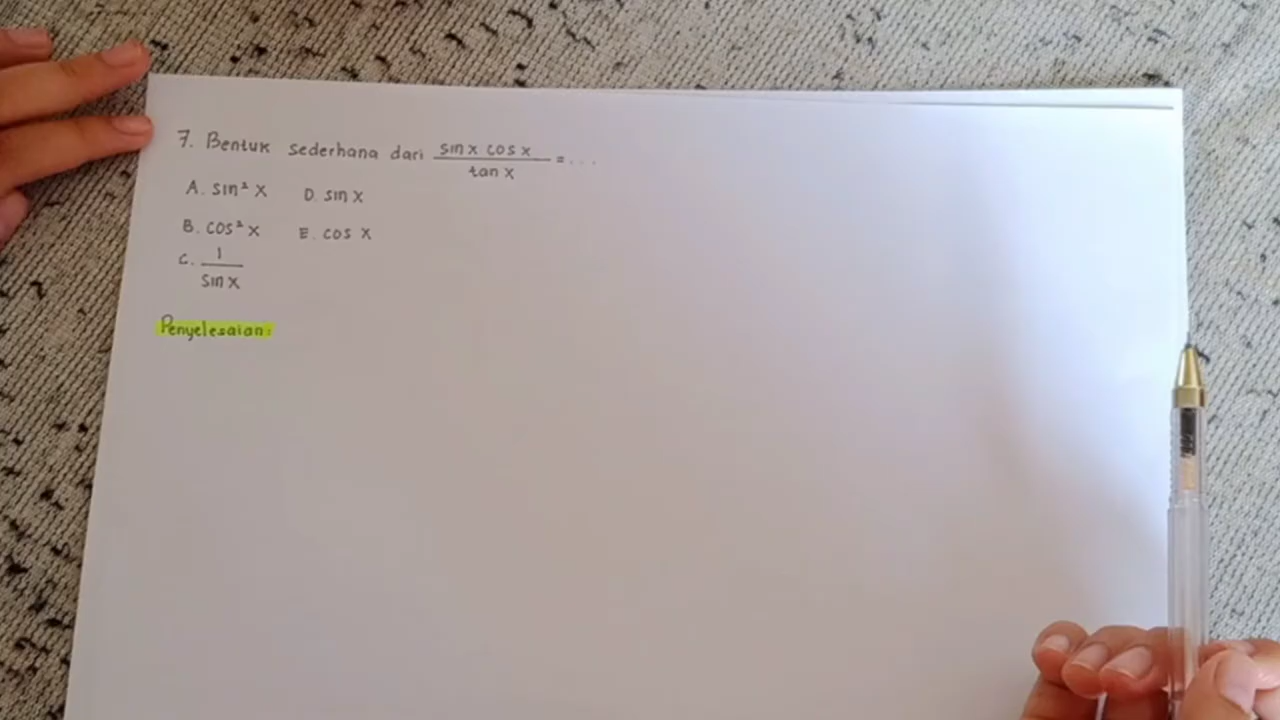 7. Bentuk sederhana dari sin x cos x / tan x = ...
A. sin² x D. sin x
B. cos² x E. cos x
C. 1 / sin x
Penyelesaian: